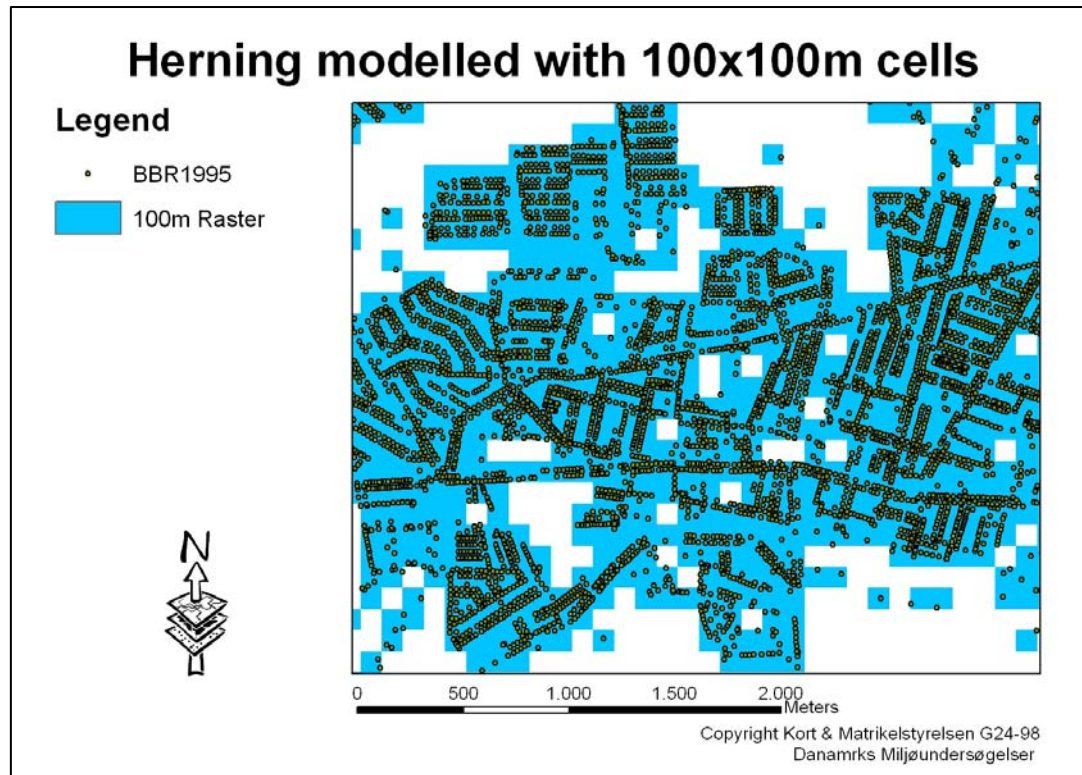 Herning modelled with 100x100m cells
Legend
BBR1995
100m Raster
N
0 500 1.000 1.500 2.000
Meters
Copyright Kort & Matrikelstyrelsen G24-98
Danamrks Miljøundersøgelser